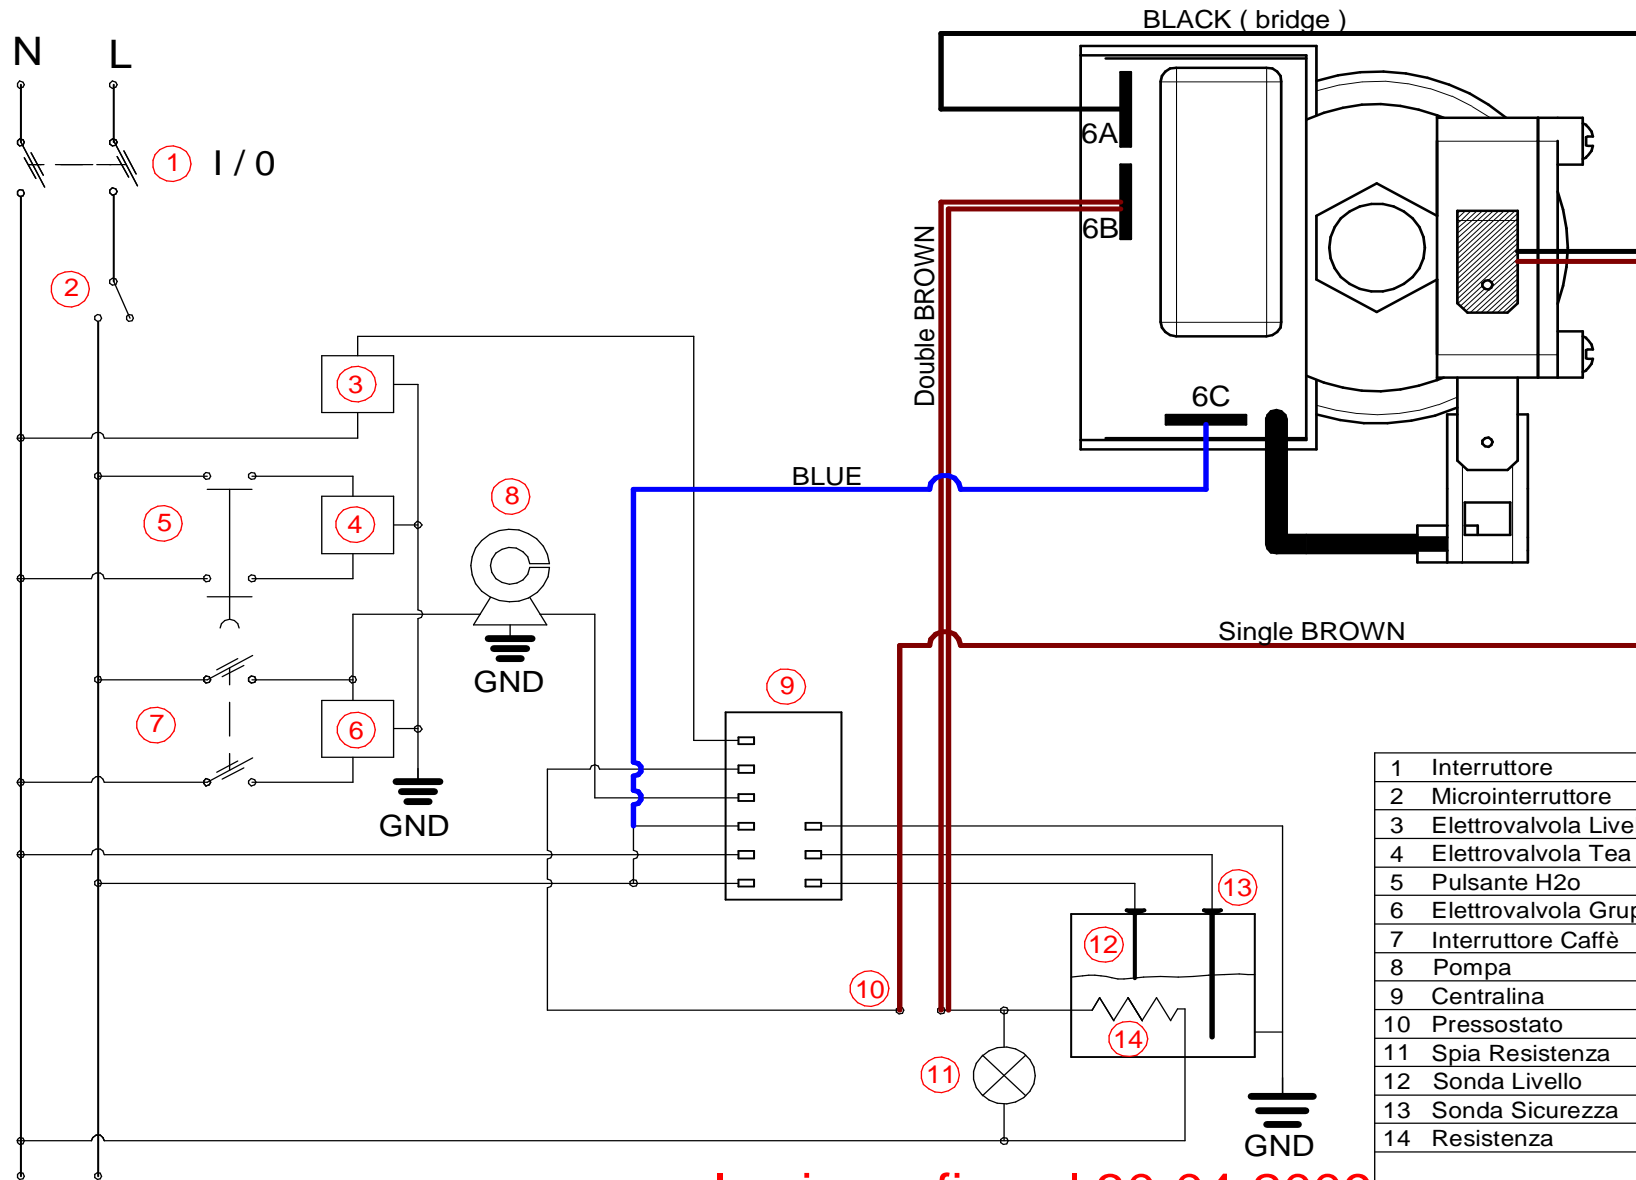 BLACK ( bridge )
N L
1 I / 0
6A
6B
2
Double BROWN
3
6C
BLUE
8
5
4
Single BROWN
GND
9
7
6
GND
1 Interruttore
2 Microinterruttore
3 Elettrovalvola Live
4 Elettrovalvola Tea
5 Pulsante H2o
6 Elettrovalvola Grup
7 Interruttore Caffè
8 Pompa
9 Centralina
10 Pressostato
11 Spia Resistenza
12 Sonda Livello
13 Sonda Sicurezza
14 Resistenza
13
12
10
14
11
GND